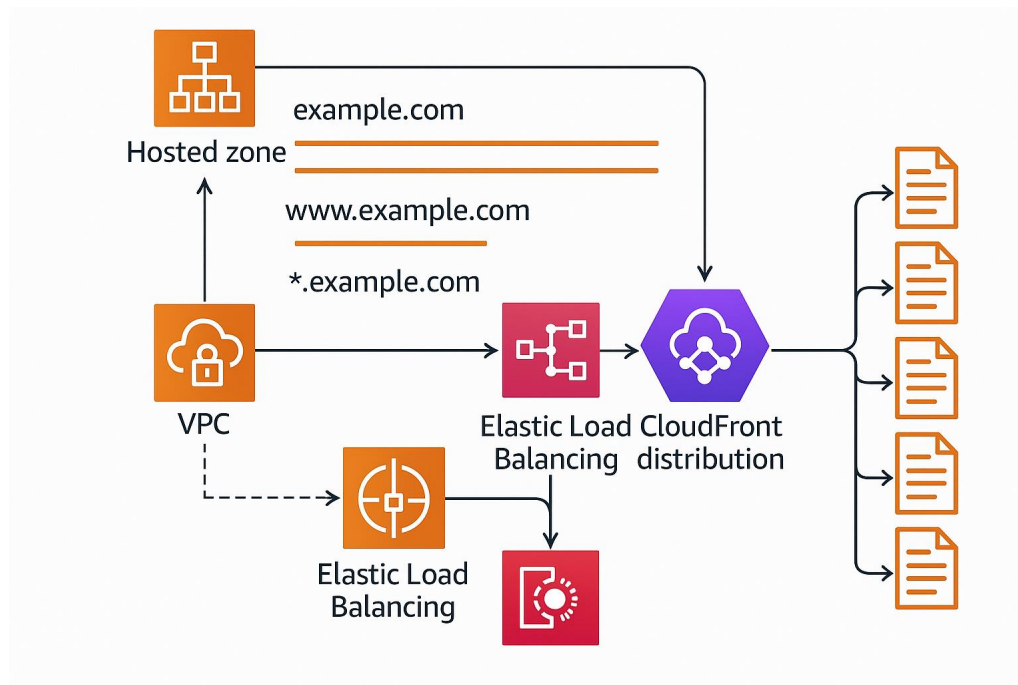 example.com
Hosted zone
www.example.com
*.example.com
VPC
Elastic Load
Balancing
CloudFront
distribution
Elastic Load
Balancing